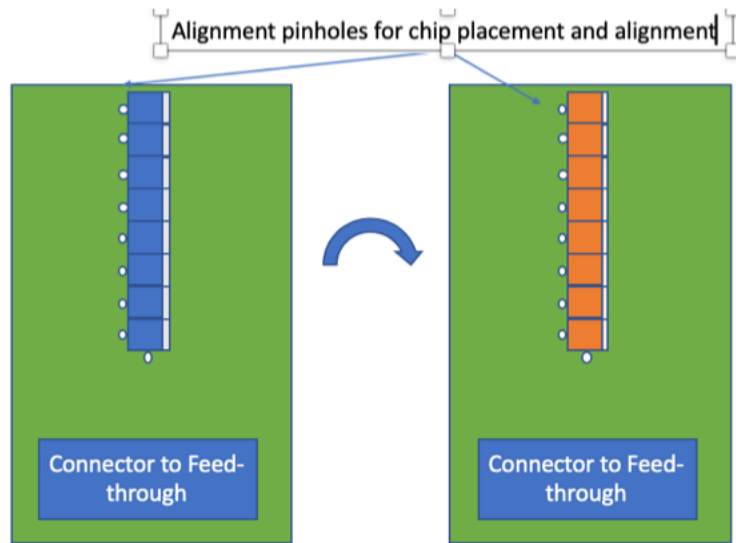 Alignment pinholes for chip placement and alignment
Connector to Feed-
through
Connector to Feed-
through